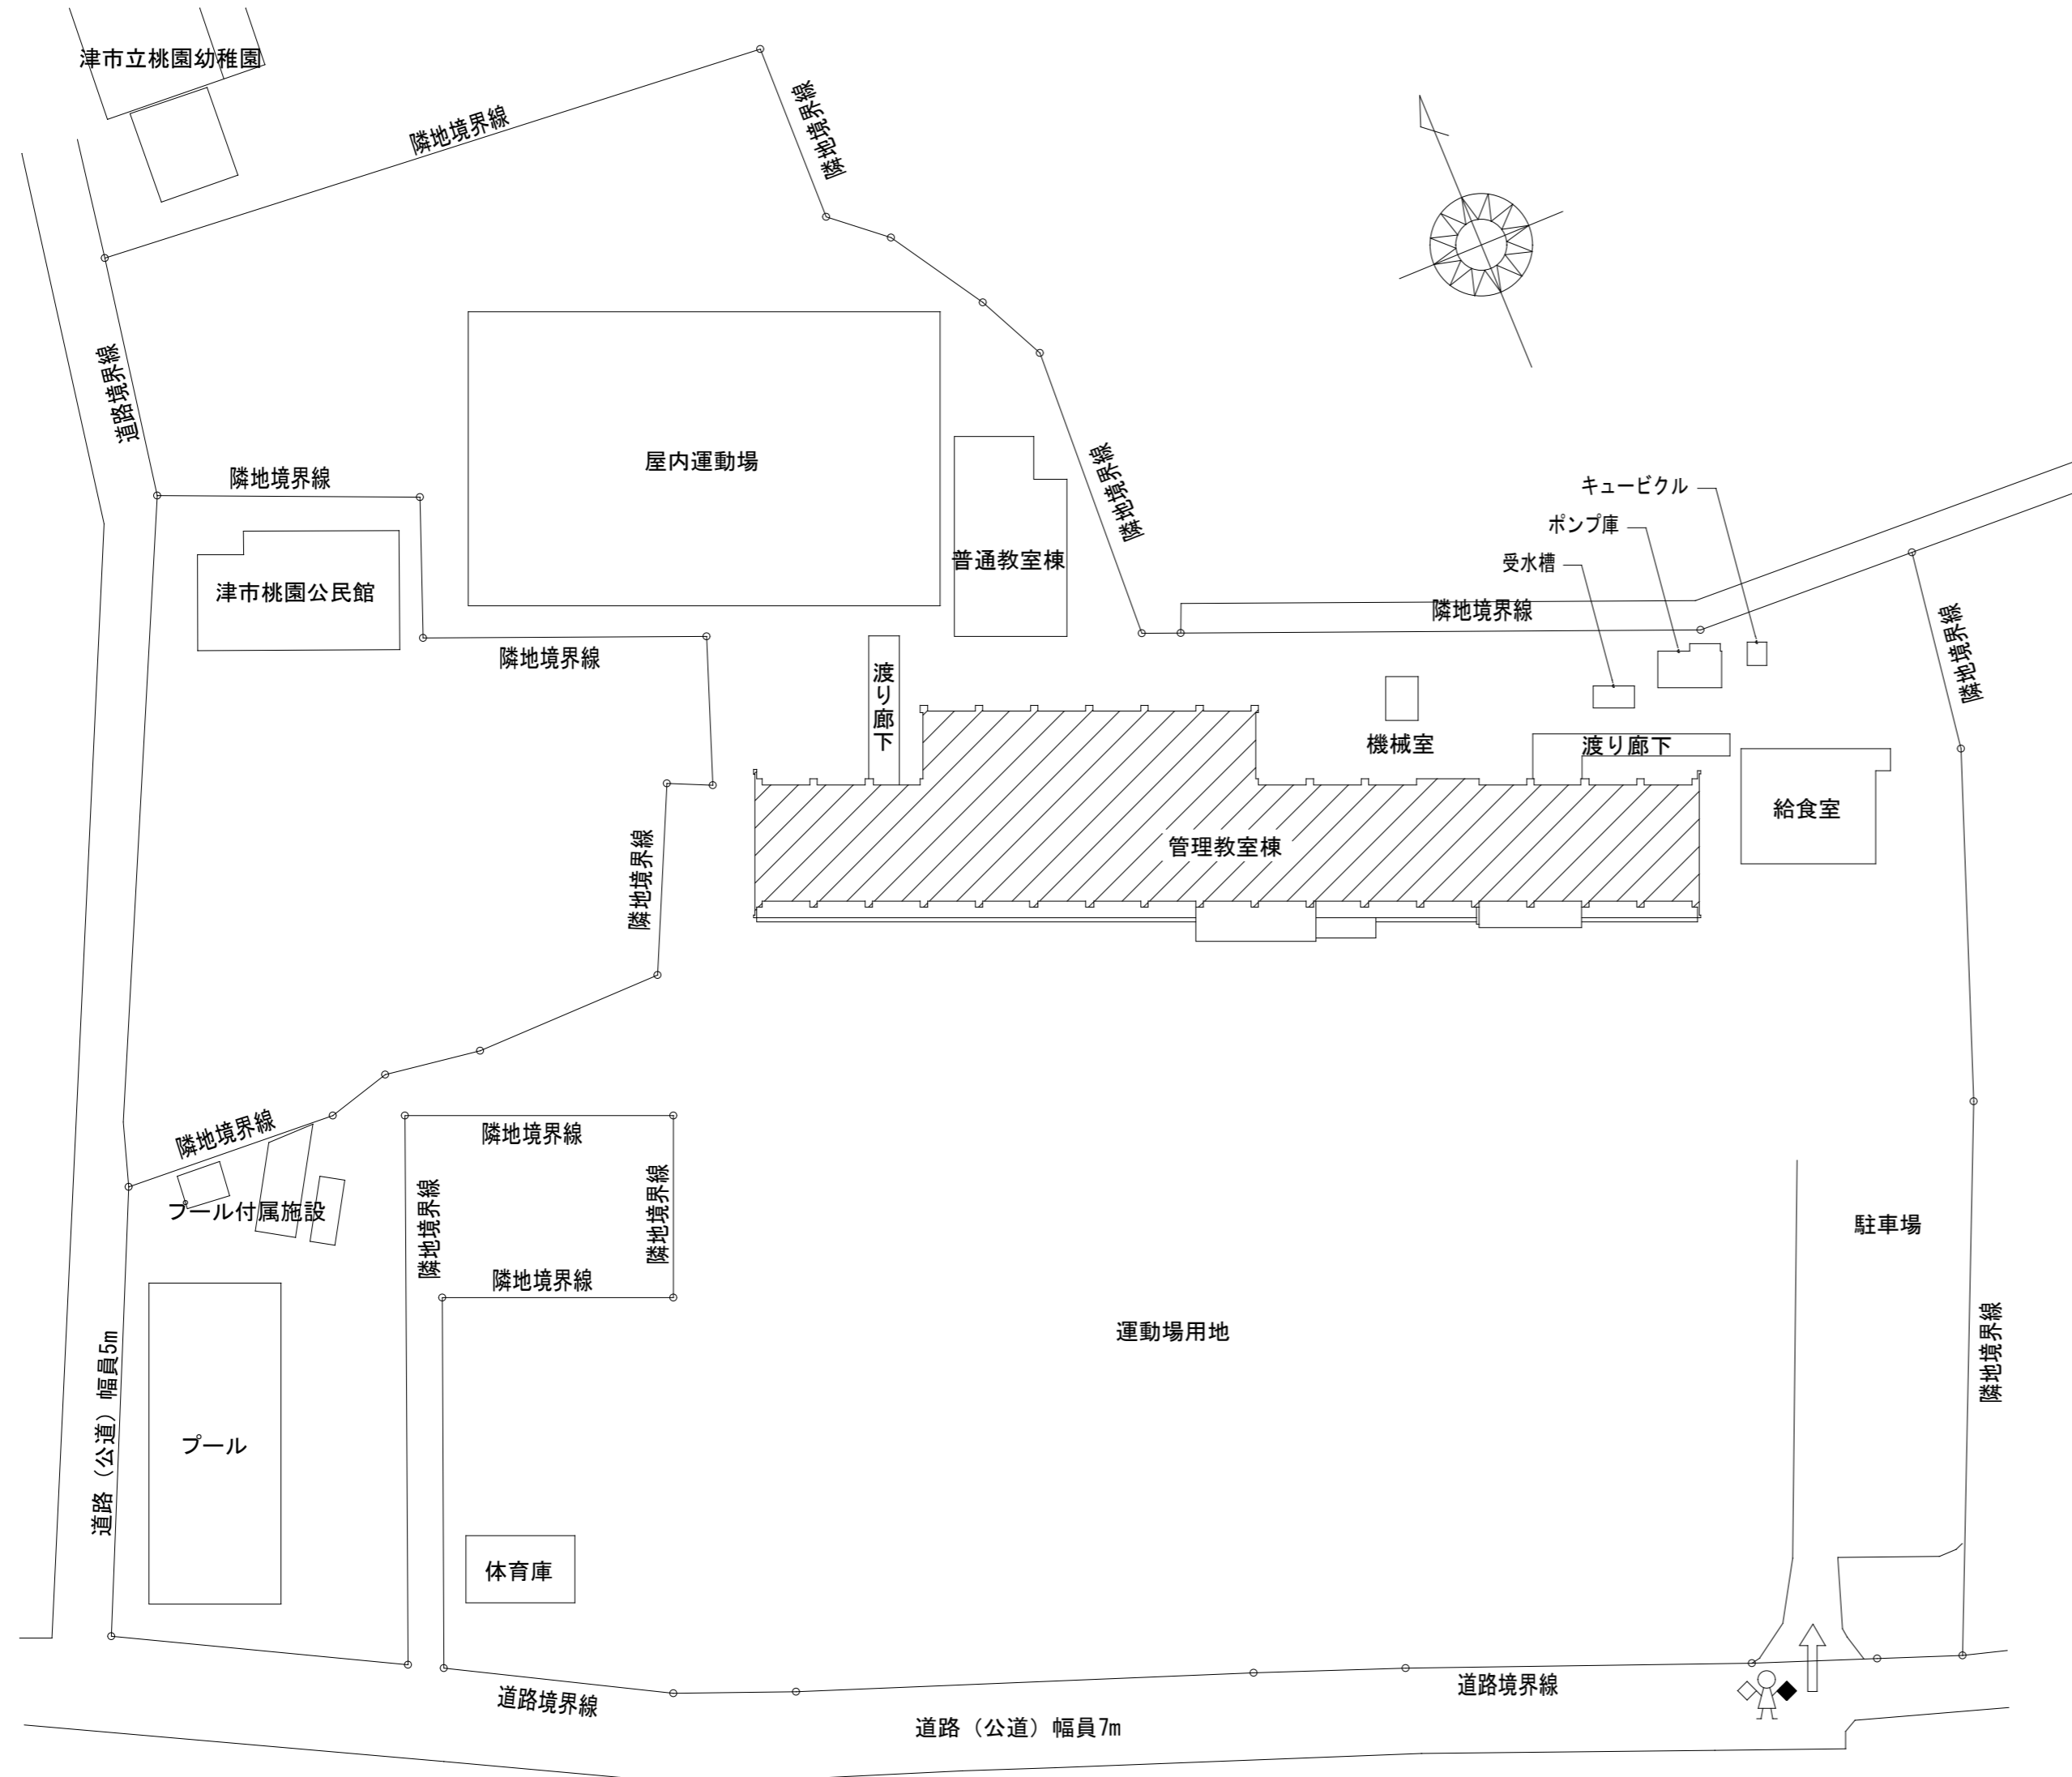 津市立桃園幼稚園
隣地境界線
隣地境界線
道路境界線
隣地境界線
屋内運動場
隣地境界線
キュービクル
ポンプ庫
受水槽
普通教室棟
津市桃園公民館
隣地境界線
隣地境界線
隣地境界線
渡り廊下
機械室
渡り廊下
給食室
管理教室棟
隣地境界線
隣地境界線
隣地境界線
プール付属施設
隣地境界線
隣地境界線
隣地境界線
駐車場
運動場用地
隣地境界線
道路（公道）幅員5m
プール
体育庫
道路境界線
道路境界線
道路（公道）幅員7m